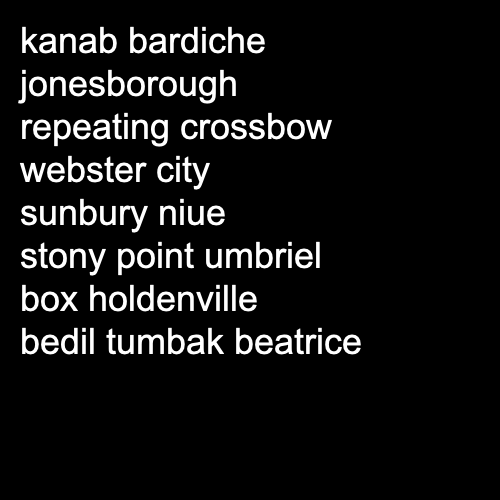 kanab bardiche
jonesborough
repeating crossbow
webster city
sunbury niue
stony point umbriel
box holdenville
bedil tumbak beatrice